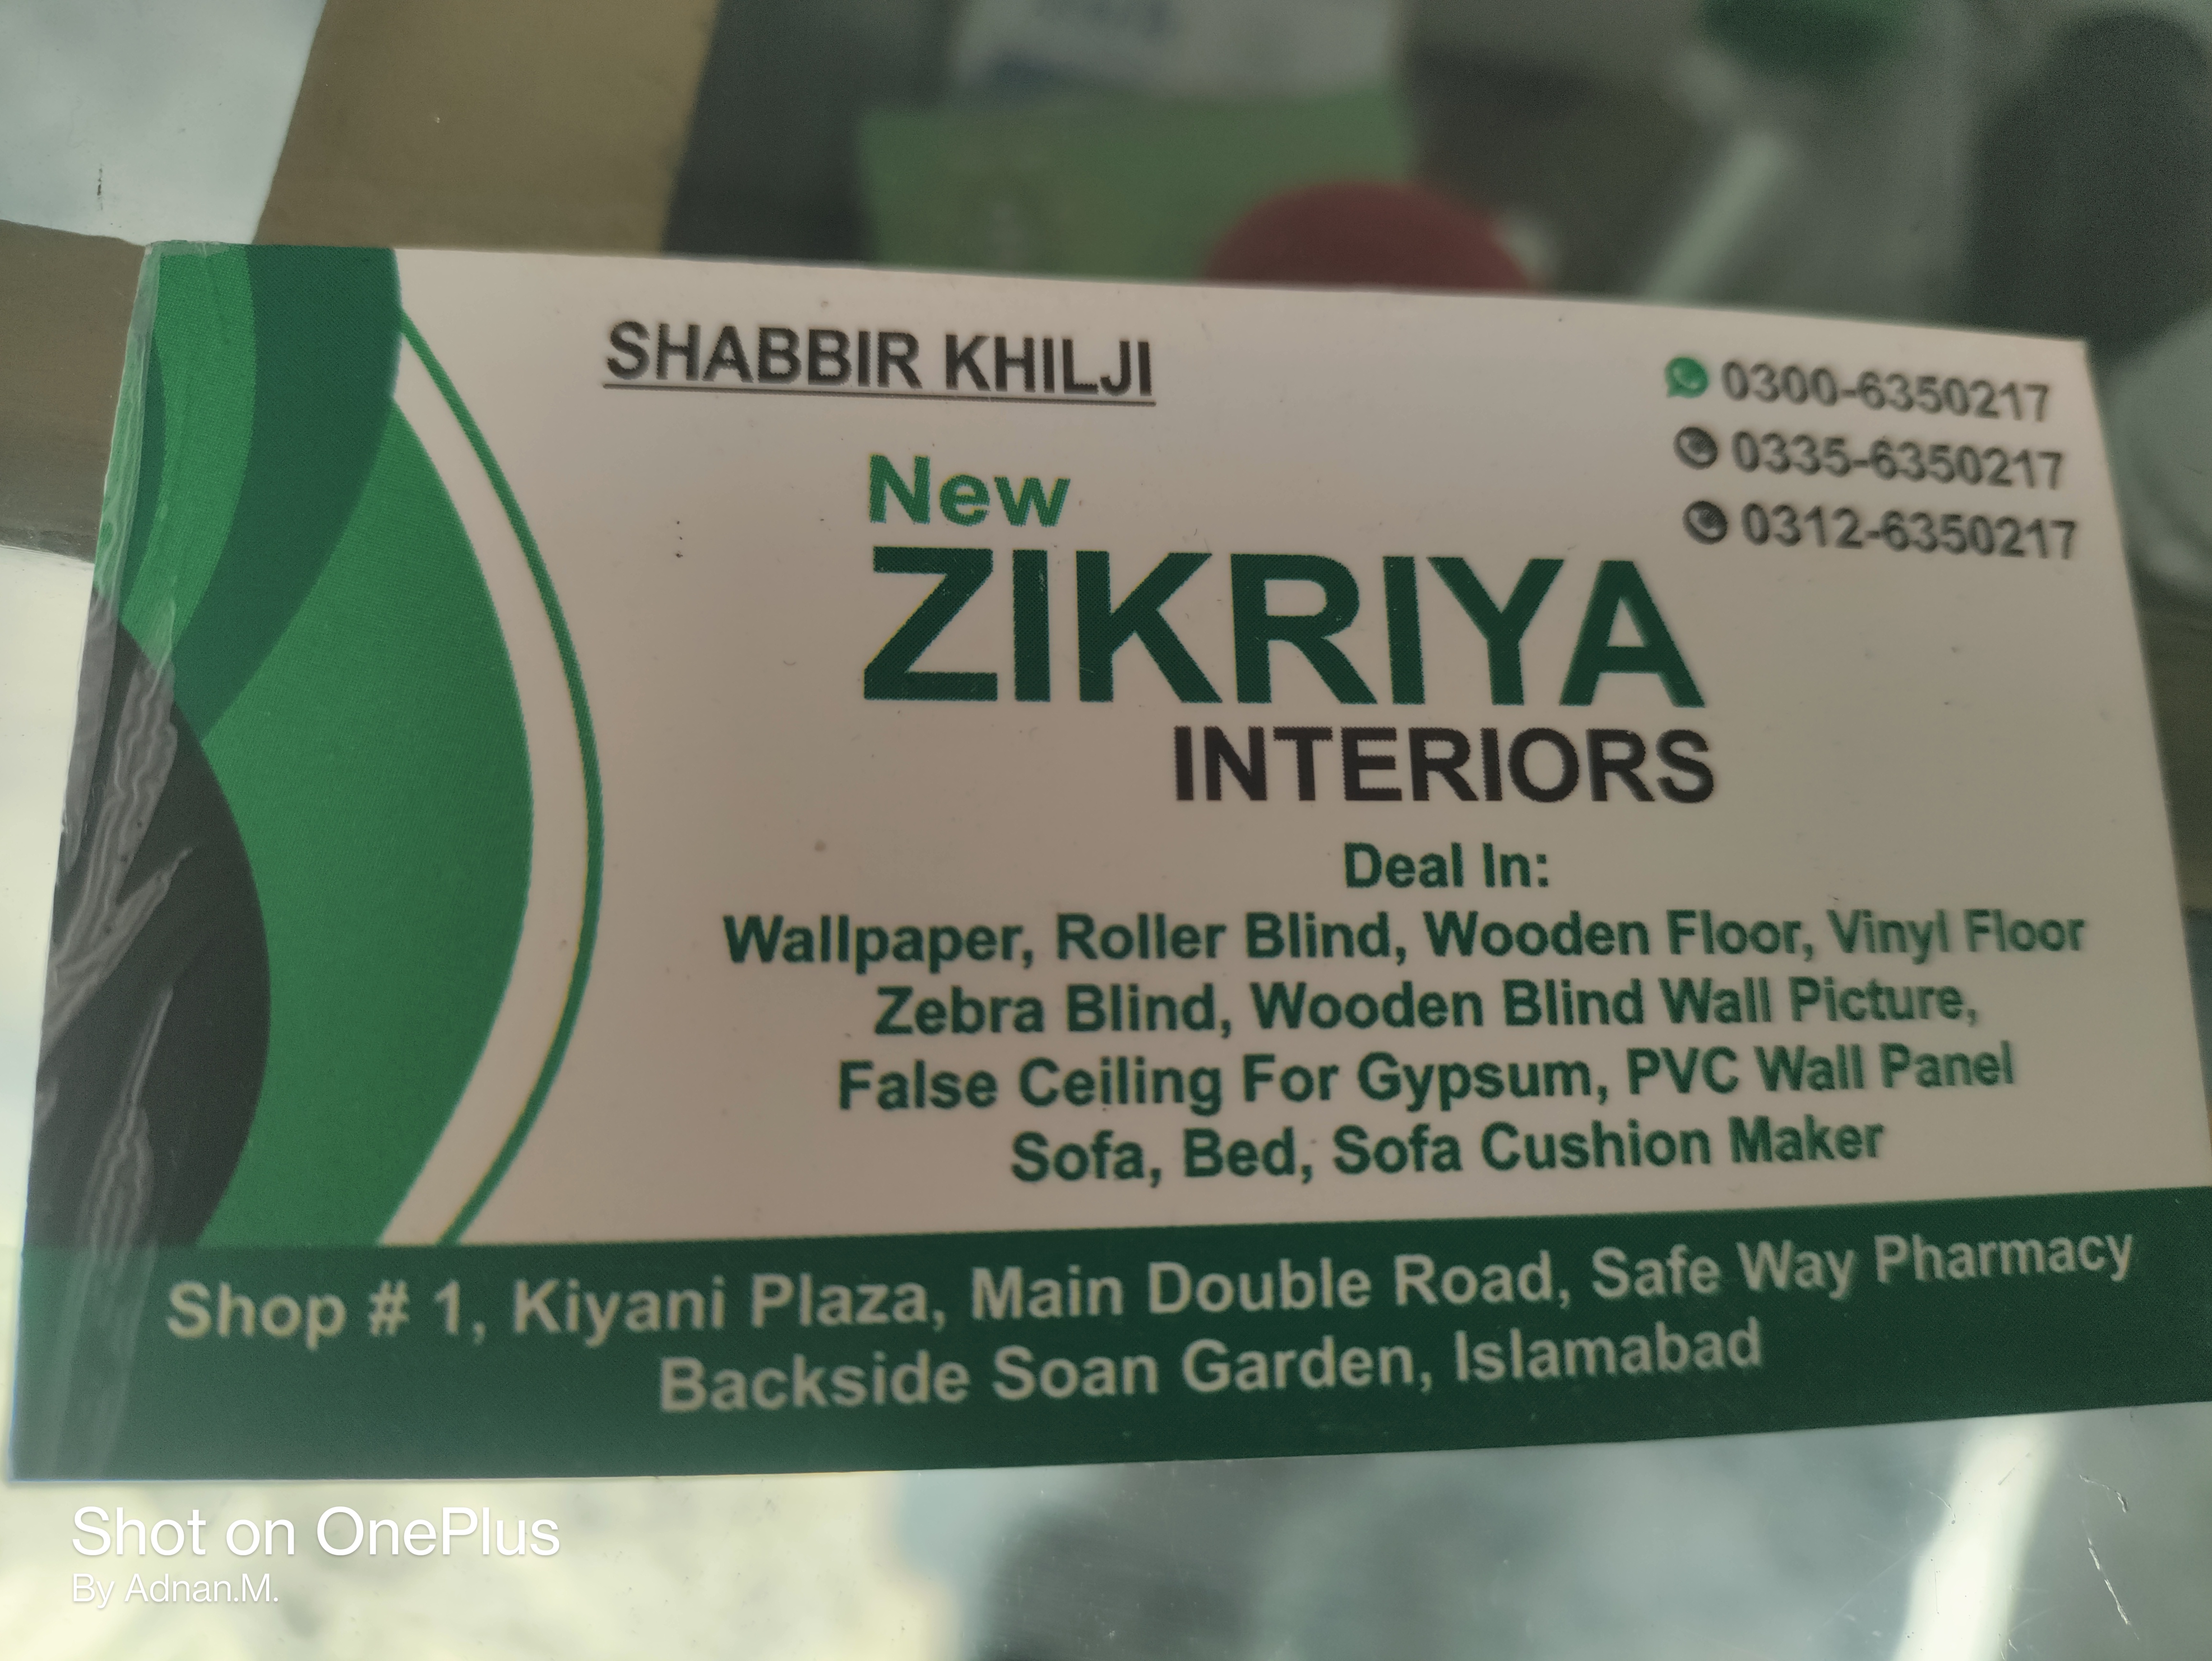 SHABBIR KHILJI
0300-6350217
0335-6350217
0312-6350217
New
ZIKRIYA
INTERIORS
Deal In:
Wallpaper, Roller Blind, Wooden Floor, Vinyl Floor
Zebra Blind, Wooden Blind Wall Picture,
False Ceiling For Gypsum, PVC Wall Panel
Sofa, Bed, Sofa Cushion Maker
Shop # 1, Kiyani Plaza, Main Double Road, Safe Way Pharmacy
Backside Soan Garden, Islamabad
Shot on OnePlus
By Adnan.M.